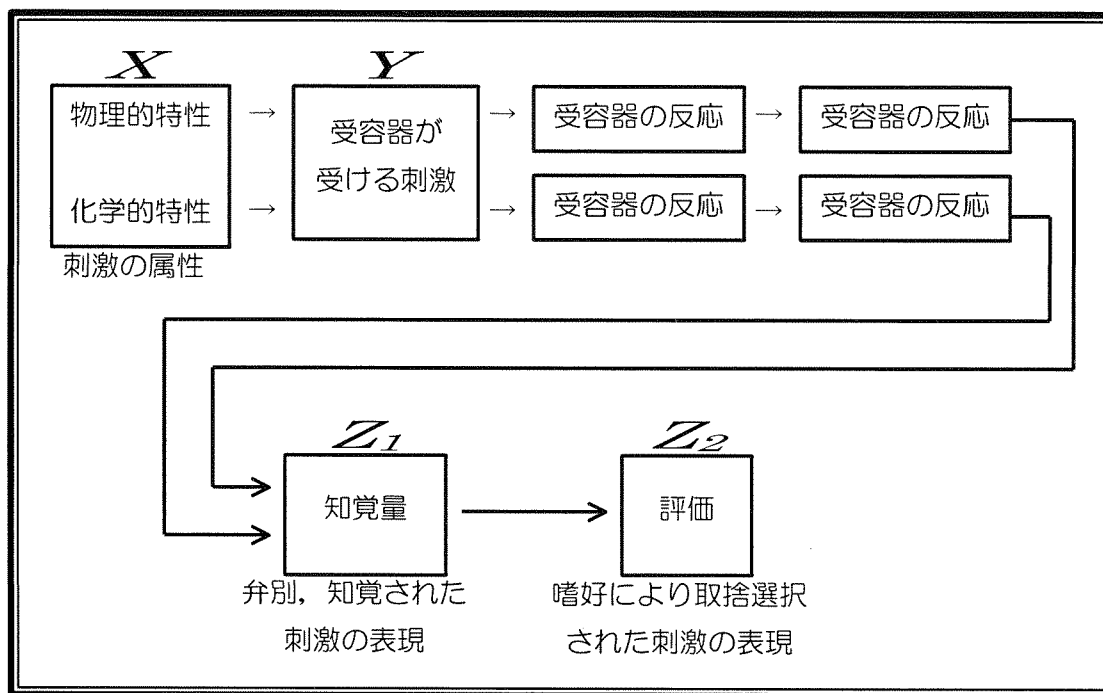 X
Y
物理的特性 → 受容器が → 受容器の反応 → 受容器の反応
受ける刺激
化学的特性 → → 受容器の反応 → 受容器の反応
刺激の属性
Z1
Z2
知覚量
評価
弁別，知覚された
刺激の表現
嗜好により取捨選択
された刺激の表現